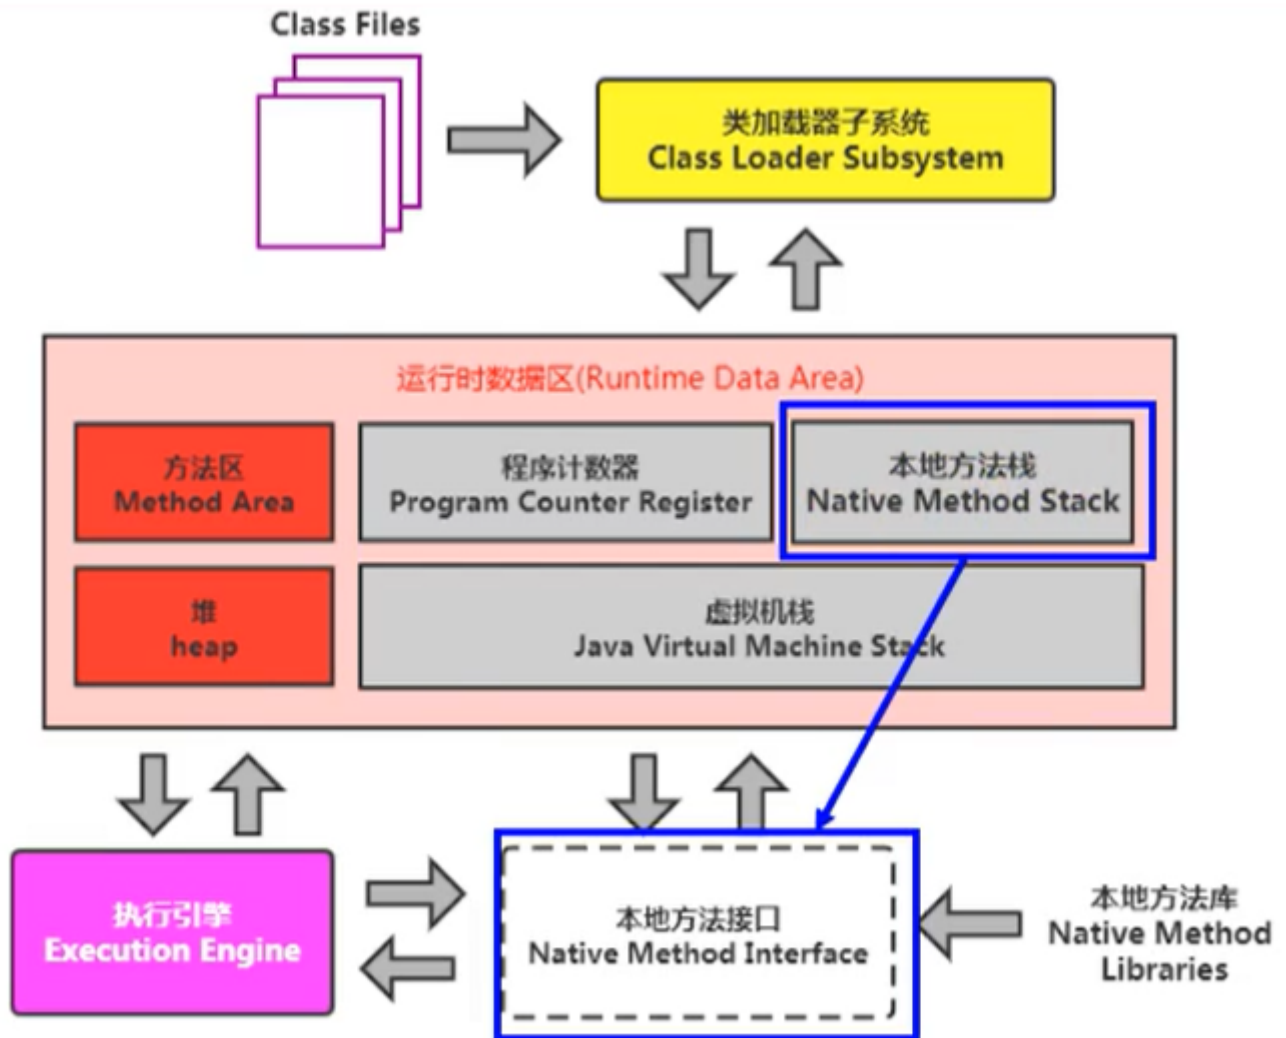 Class Files
类加载器子系统
Class Loader Subsystem
运行时数据区(Runtime Data Area)
方法区
Method Area
程序计数器
Program Counter Register
本地方法栈
Native Method Stack
堆
heap
虚拟机栈
Java Virtual Machine Stack
执行引擎
Execution Engine
本地方法接口
Native Method Interface
本地方法库
Native Method
Libraries